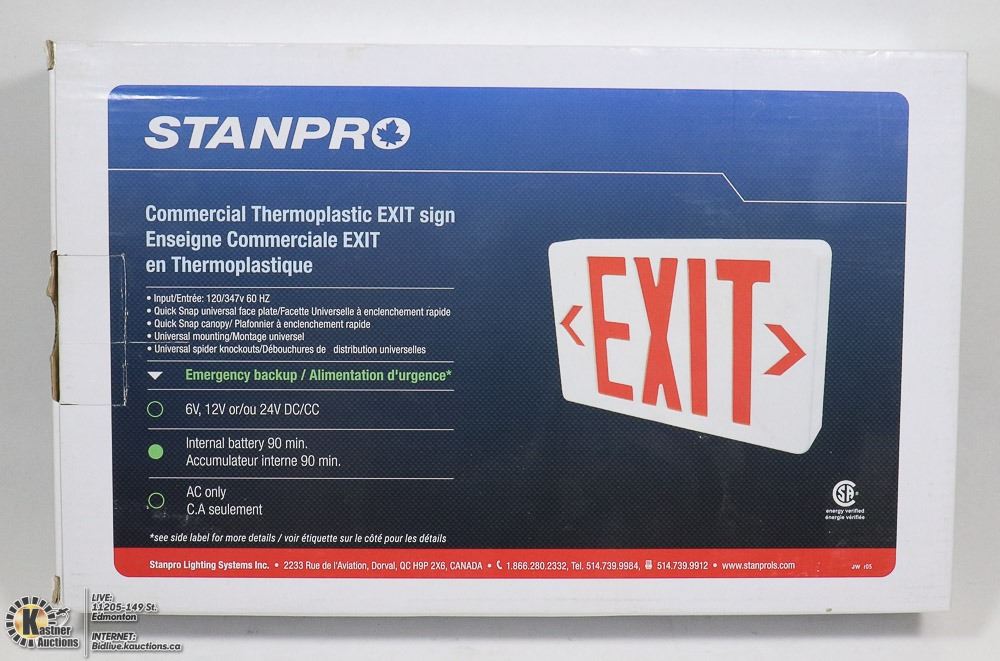 STANPRO
Commercial Thermoplastic EXIT sign
Enseigne Commerciale EXIT
en Thermoplastique
• Input/Entrée: 120/347v 60 HZ
• Quick Snap universal face plate/Facette Universelle à enclenchement rapide
• Quick Snap canopy/ Plafonnier à enclenchement rapide
• Universal mounting/Montage universel
• Universal spider knockouts/Débouchures de distribution universelles
Emergency backup / Alimentation d'urgence*
6V, 12V or/ou 24V DC/CC
Internal battery 90 min.
Accumulateur interne 90 min.
AC only
C.A seulement
*see side label for more details / voir étiquette sur le côté pour les détails
EXIT
SA
energy verified
énergie vérifiée
Stanpro Lighting Systems Inc. • 2233 Rue de l'Aviation, Dorval, QC H9P 2X6, CANADA • 1.866.280.2332, Tel. 514.739.9984, 514.739.9912 • www.stanprols.com
JW r05
Kastner
Auctions
LIVE:
11205-149 St.
Edmonton
INTERNET:
Bidlive.kauctions.ca